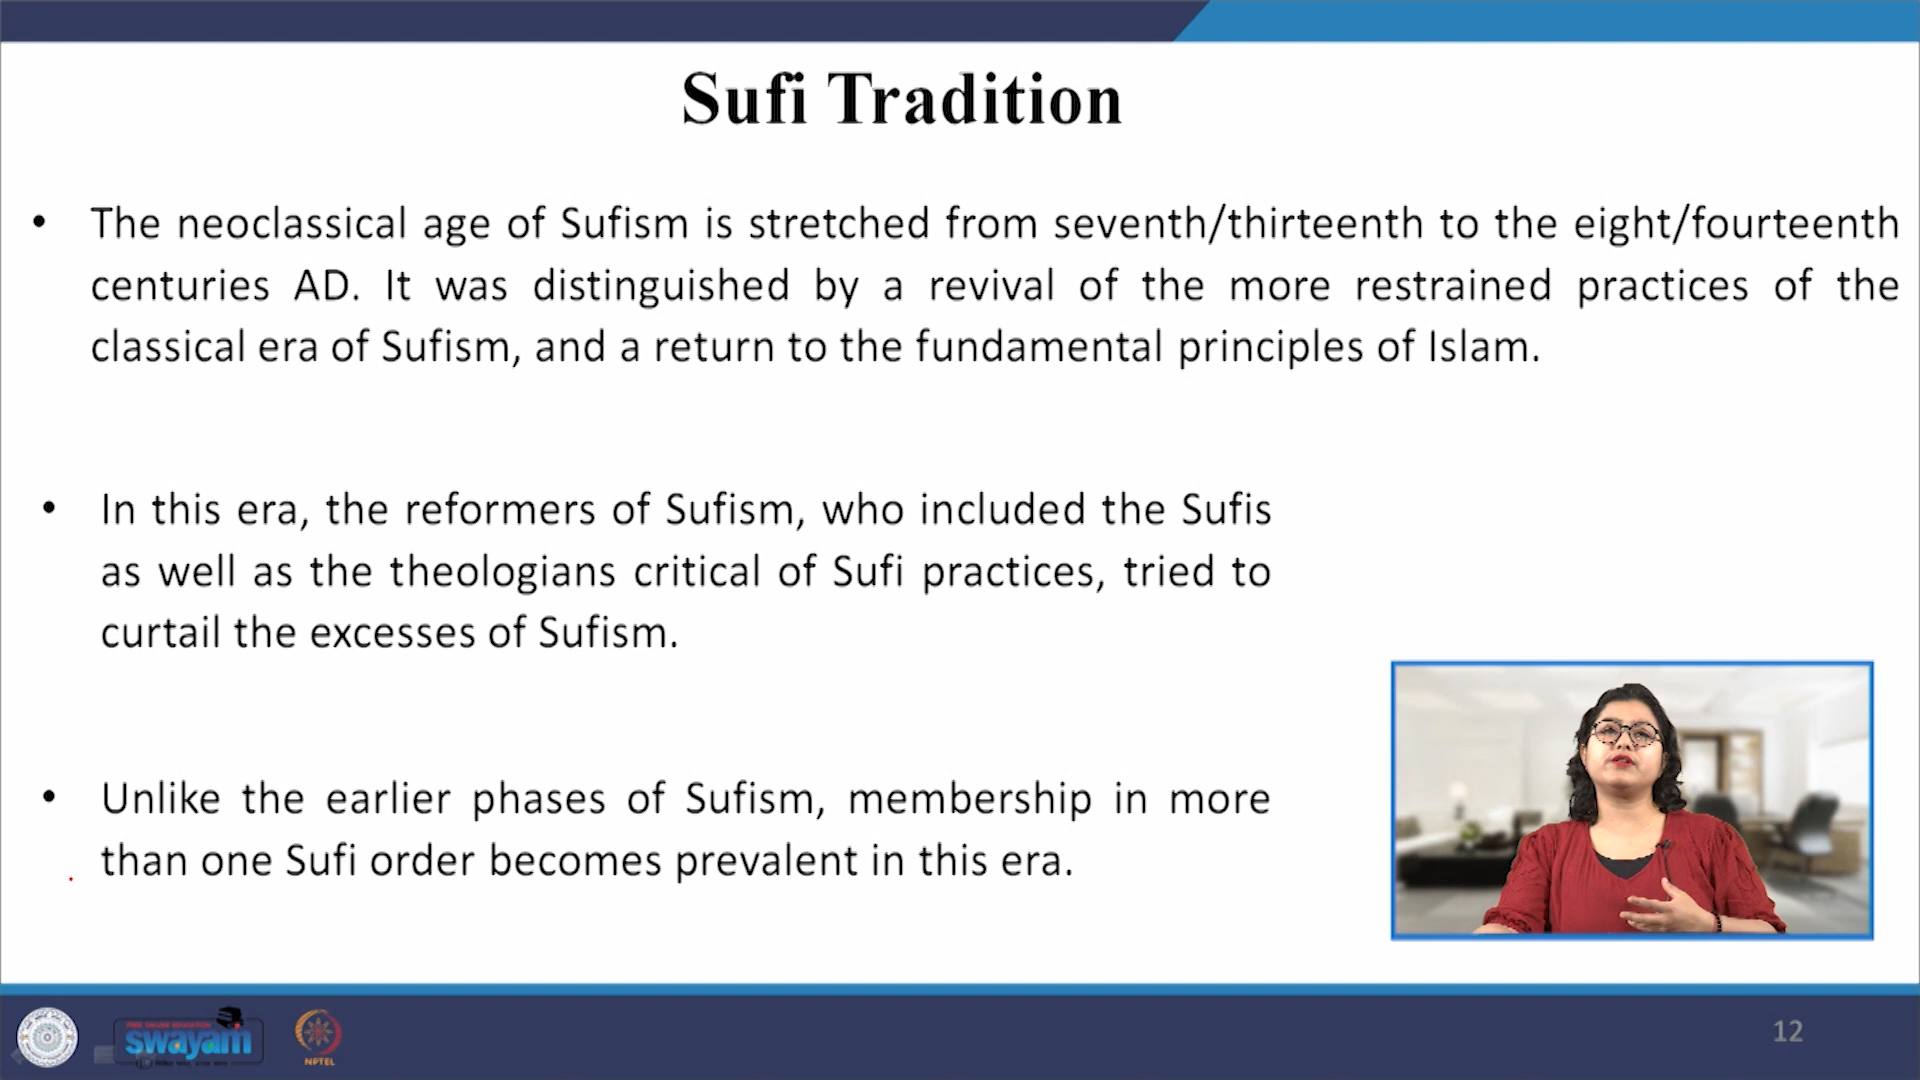 Sufi Tradition
• The neoclassical age of Sufism is stretched from seventh/thirteenth to the eight/fourteenth
centuries AD. It was distinguished by a revival of the more restrained practices of the
classical era of Sufism, and a return to the fundamental principles of Islam.
• In this era, the reformers of Sufism, who included the Sufis
as well as the theologians critical of Sufi practices, tried to
curtail the excesses of Sufism.
• Unlike the earlier phases of Sufism, membership in more
than one Sufi order becomes prevalent in this era.
FREE ONLINE EDUCATION
swayam
NPTEL
12